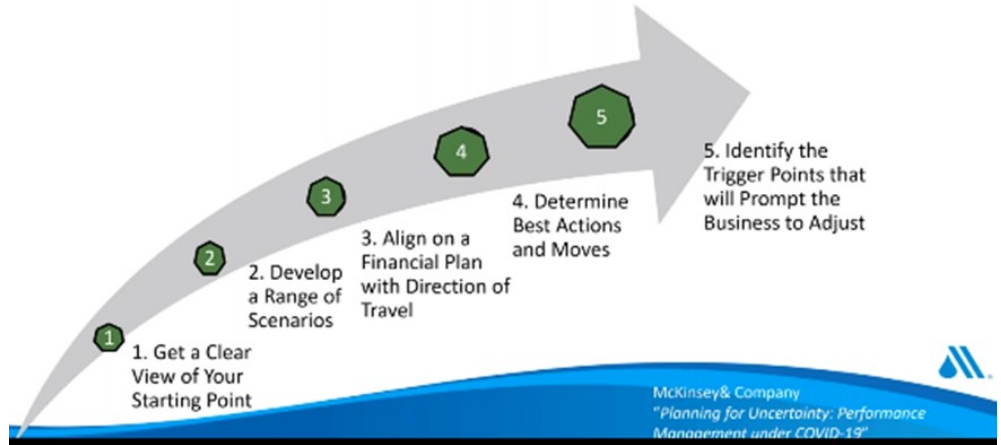 1
2
3
4
5
1. Get a Clear
View of Your
Starting Point
2. Develop
a Range of
Scenarios
3. Align on a
Financial Plan
with Direction of
Travel
4. Determine
Best Actions
and Moves
5. Identify the
Trigger Points that
will Prompt the
Business to Adjust
McKinsey& Company
"Planning for Uncertainty: Performance
Management under COVID-19"